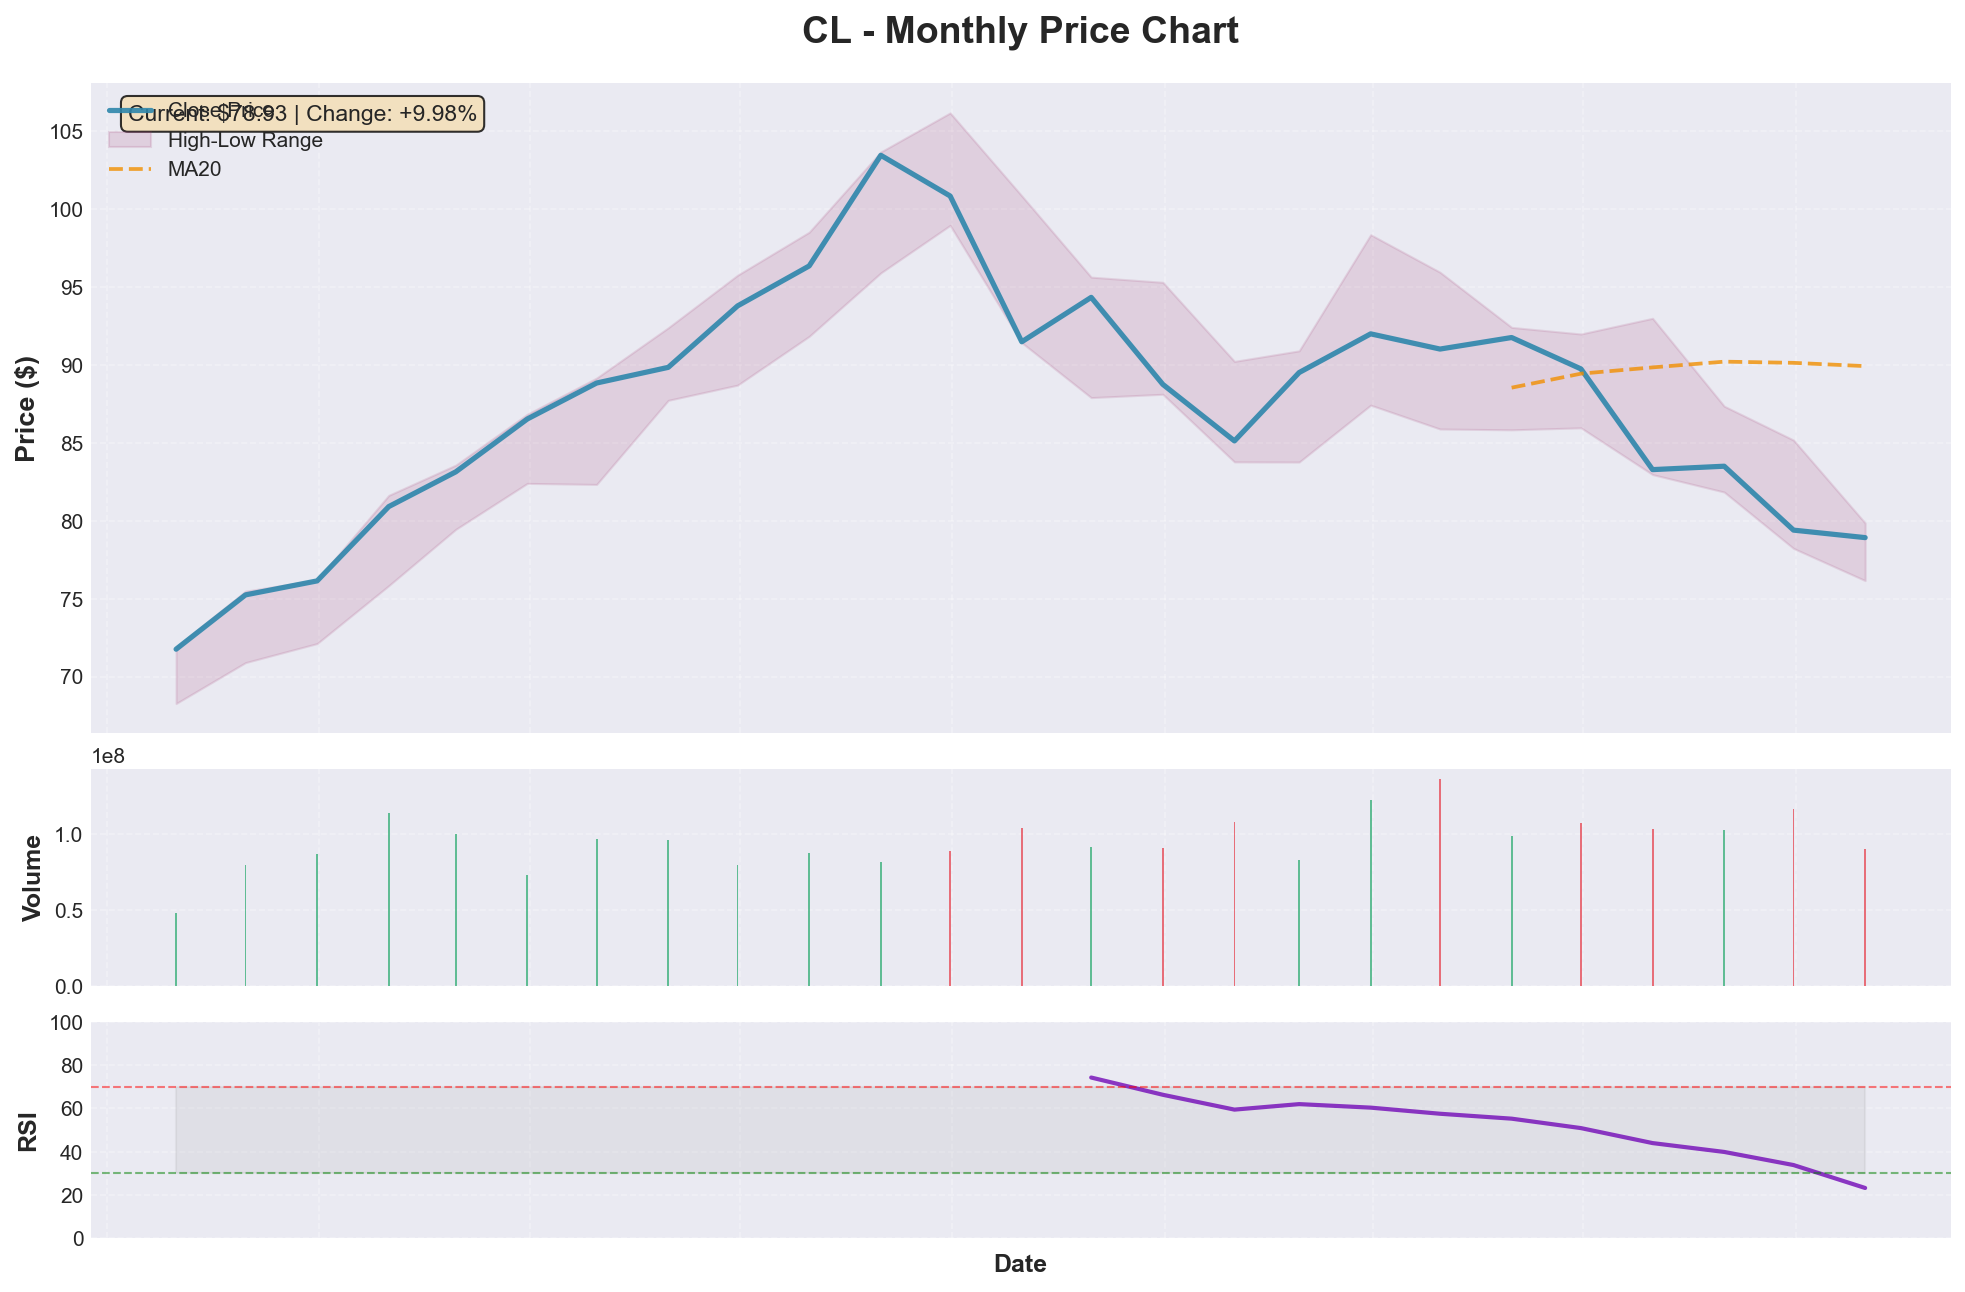 CL - Monthly Price Chart
Current: $78.93 | Change: +9.98%
Close Price
High-Low Range
MA20
Price ($)
105
100
95
90
85
80
75
70
1e8
Volume
1.0
0.5
0.0
RSI
100
80
60
40
20
0
Date